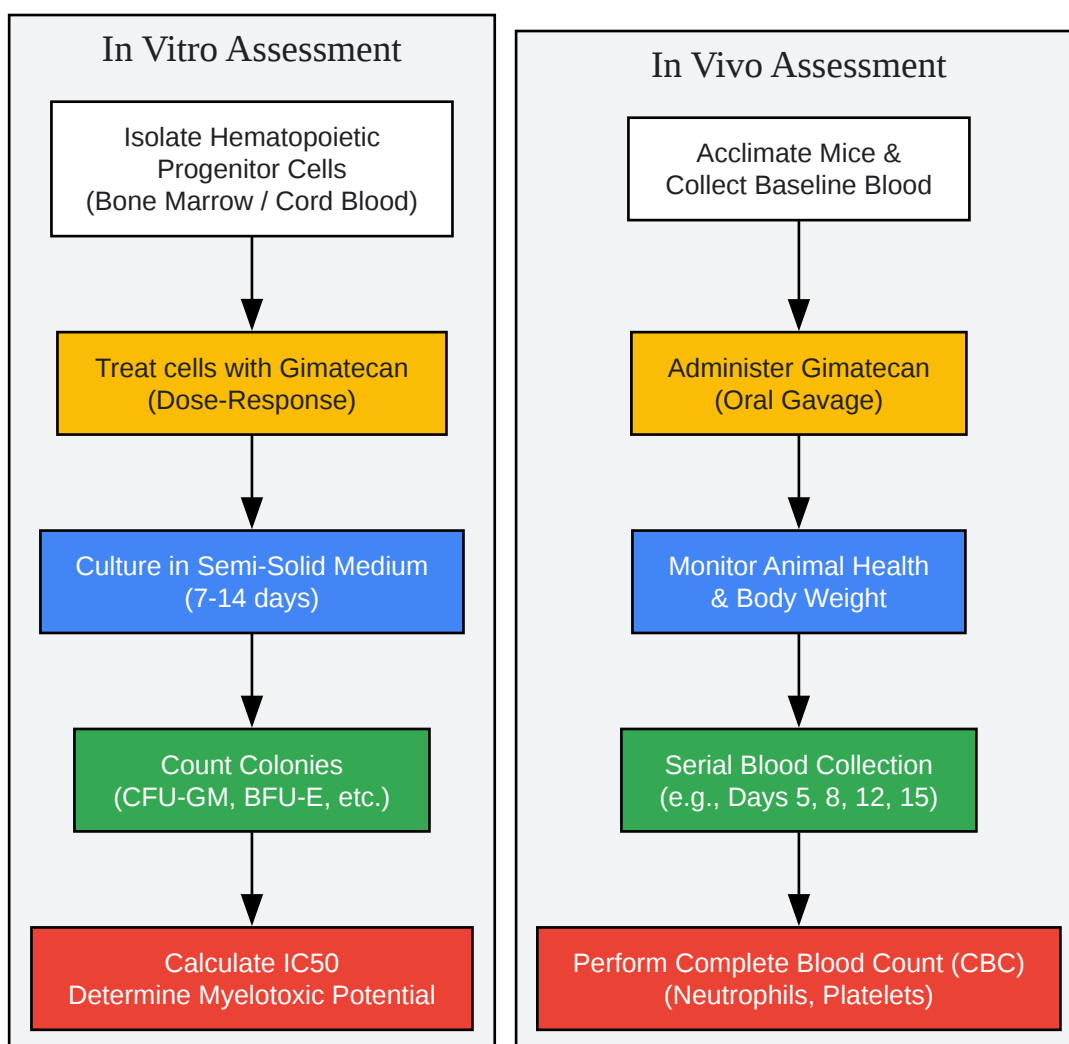 In Vitro Assessment
Isolate Hematopoietic
Progenitor Cells
(Bone Marrow / Cord Blood)
Treat cells with Gimatecan
(Dose-Response)
Culture in Semi-Solid Medium
(7-14 days)
Count Colonies
(CFU-GM, BFU-E, etc.)
Calculate IC50
Determine Myelotoxic Potential
In Vivo Assessment
Acclimate Mice &
Collect Baseline Blood
Administer Gimatecan
(Oral Gavage)
Monitor Animal Health
& Body Weight
Serial Blood Collection
(e.g., Days 5, 8, 12, 15)
Perform Complete Blood Count (CBC)
(Neutrophils, Platelets)